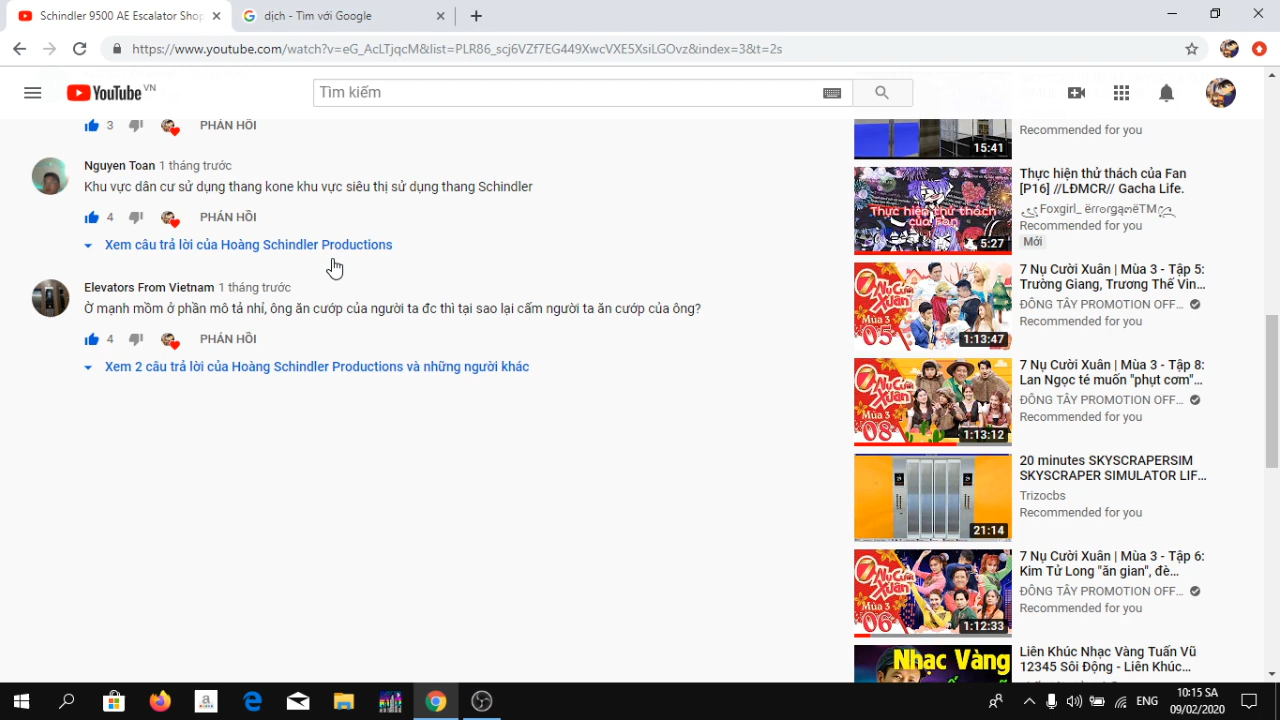 Schindler 9500 AE Escalator Shop
dịch - Tìm với Google
https://www.youtube.com/watch?v=eG_AcLTjqcM&list=PLR86_scj6VZf7EG449XwcVXE5XsiLGOvz&index=3&t=2s
YouTube VN
Tìm kiếm
3 PHẢN HỒI
Nguyen Toan 1 tháng trước
Khu vực dân cư sử dụng thang kone khu vực siêu thị sử dụng thang Schindler
4 PHẢN HỒI
Xem câu trả lời của Hoàng Schindler Productions
Elevators From Vietnam 1 tháng trước
Ờ mạnh mồm ở phần mô tả nhỉ, ông ăn cướp của người ta đc thì tại sao lại cấm người ta ăn cướp của ông?
4 PHẢN HỒI
Xem 2 câu trả lời của Hoàng Schindler Productions và những người khác
15:41
Recommended for you
Thực hiện thử thách của Fan
5:27
Thực hiện thử thách của Fan
[P16] //LĐMCR// Gacha Life.
Recommended for you
Mới
7 Nụ Cười Xuân
Mùa 3
05
1:13:47
7 Nụ Cười Xuân | Mùa 3 - Tập 5:
Trường Giang, Trương Thế Vin...
ĐÔNG TÂY PROMOTION OFF...
Recommended for you
7 Nụ Cười Xuân
Mùa 3
08
1:13:12
7 Nụ Cười Xuân | Mùa 3 - Tập 8:
Lan Ngọc té muốn "phụt cơm"...
ĐÔNG TÂY PROMOTION OFF...
Recommended for you
29
29
21:14
20 minutes SKYSCRAPERSIM
SKYSCRAPER SIMULATOR LIF...
Trizocbs
Recommended for you
7 Nụ Cười Xuân
Mùa 3
06
1:12:33
7 Nụ Cười Xuân | Mùa 3 - Tập 6:
Kim Tử Long "ăn gian", đè...
ĐÔNG TÂY PROMOTION OFF...
Recommended for you
Nhạc Vàng
Liên Khúc Nhạc Vàng Tuấn Vũ
12345 Sôi Động - Liên Khúc...
ENG
10:15 SA
09/02/2020